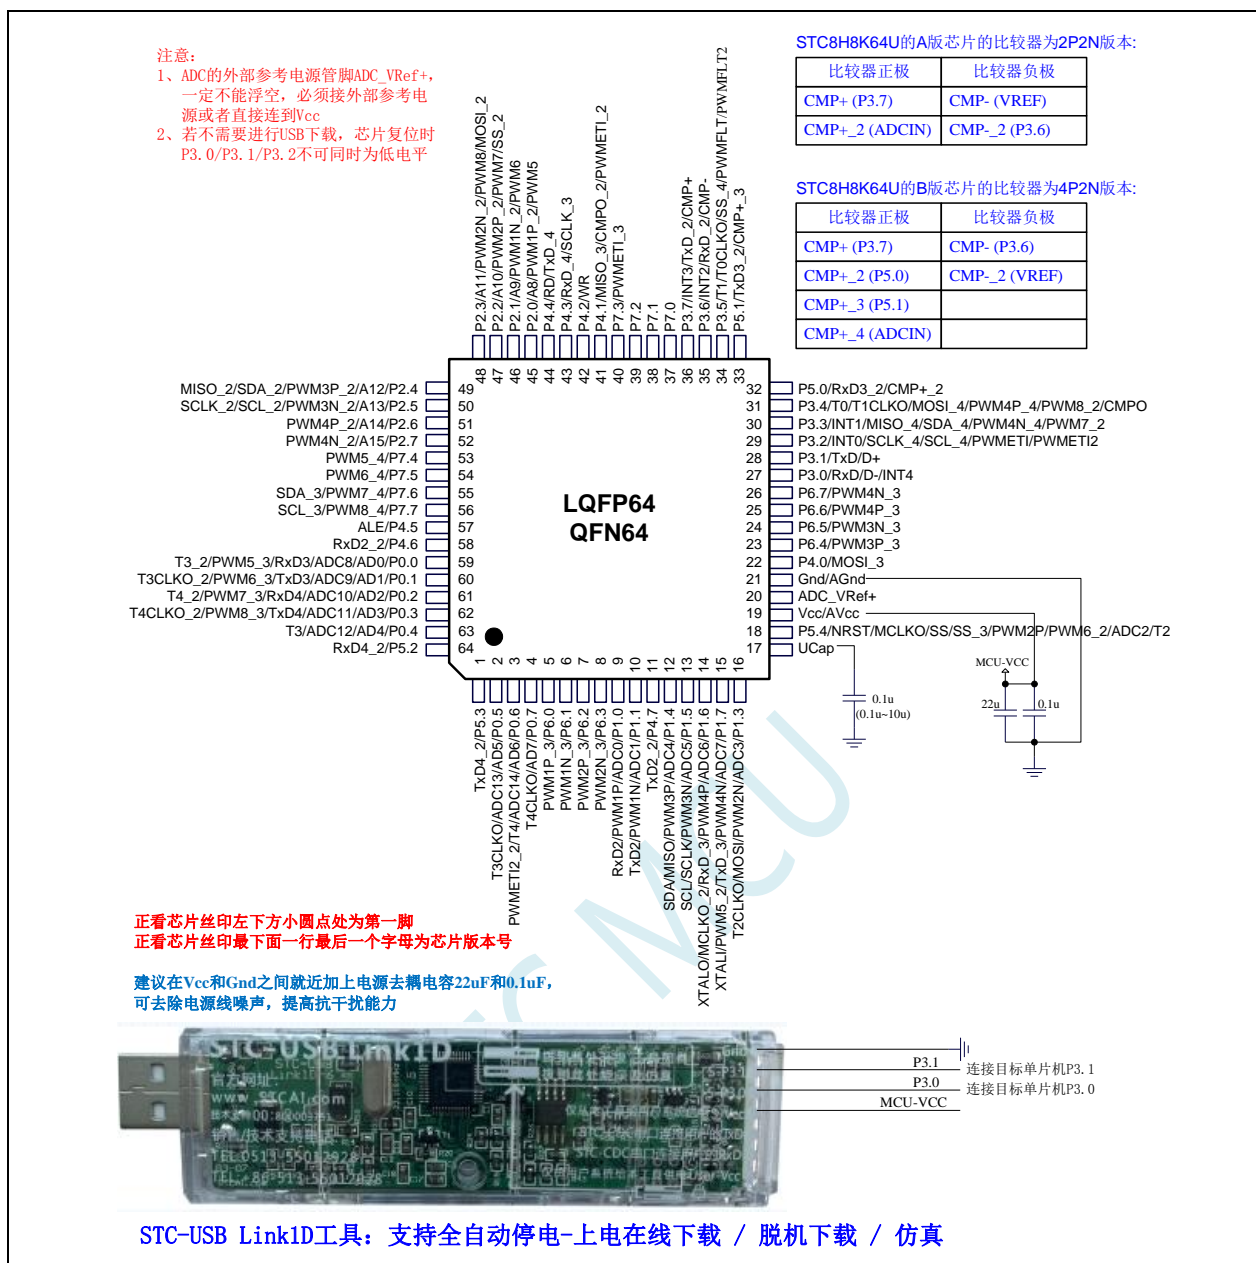 注意：
1、ADC的外部参考电源管脚ADC_VRef+，
一定不能浮空，必须接外部参考电
源或者直接连到Vcc
2、若不需要进行USB下载，芯片复位时
P3.0/P3.1/P3.2不可同时为低电平
STC8H8K64U的A版芯片的比较器为2P2N版本:
比较器正极 比较器负极
CMP+ (P3.7) CMP- (VREF)
CMP+_2 (ADCIN) CMP-_2 (P3.6)
STC8H8K64U的B版芯片的比较器为4P2N版本:
比较器正极 比较器负极
CMP+ (P3.7) CMP- (P3.6)
CMP+_2 (P5.0) CMP-_2 (VREF)
CMP+_3 (P5.1)
CMP+_4 (ADCIN)
P2.3/A11/PWM2N_2/PWM8/MOSI_2
P2.2/A10/PWM2P_2/PWM7/SS_2
P2.1/A9/PWM1N_2/PWM6
P2.0/A8/PWM1P_2/PWM5
P4.4/RD/TxD_4
P4.3/RxD_4/SCLK_3
P4.2/WR
P4.1/MISO_3/CMPO_2/PWMETI_2
P7.3/PWMETI_3
P7.2
P7.1
P7.0
P3.7/INT3/TxD_2/CMP+
P3.6/INT2/RxD_2/CMP-
P3.5/T1/T0CLKO/SS_4/PWMFLT/PWMFLT2
P5.1/TxD3_2/CMP+_3
48 47 46 45 44 43 42 41 40 39 38 37 36 35 34 33
MISO_2/SDA_2/PWM3P_2/A12/P2.4 49
SCLK_2/SCL_2/PWM3N_2/A13/P2.5 50
PWM4P_2/A14/P2.6 51
PWM4N_2/A15/P2.7 52
PWM5_4/P7.4 53
PWM6_4/P7.5 54
SDA_3/PWM7_4/P7.6 55
SCL_3/PWM8_4/P7.7 56
ALE/P4.5 57
RxD2_2/P4.6 58
T3_2/PWM5_3/RxD3/ADC8/AD0/P0.0 59
T3CLKO_2/PWM6_3/TxD3/ADC9/AD1/P0.1 60
T4_2/PWM7_3/RxD4/ADC10/AD2/P0.2 61
T4CLKO_2/PWM8_3/TxD4/ADC11/AD3/P0.3 62
T3/ADC12/AD4/P0.4 63
RxD4_2/P5.2 64
LQFP64
QFN64
32 P5.0/RxD3_2/CMP+_2
31 P3.4/T0/T1CLKO/MOSI_4/PWM4P_4/PWM8_2/CMPO
30 P3.3/INT1/MISO_4/SDA_4/PWM4N_4/PWM7_2
29 P3.2/INT0/SCLK_4/SCL_4/PWMETI/PWMETI2
28 P3.1/TxD/D+
27 P3.0/RxD/D-/INT4
26 P6.7/PWM4N_3
25 P6.6/PWM4P_3
24 P6.5/PWM3N_3
23 P6.4/PWM3P_3
22 P4.0/MOSI_3
21 Gnd/AGnd
20 ADC_VRef+
19 Vcc/AVcc
18 P5.4/NRST/MCLKO/SS/SS_3/PWM2P/PWM6_2/ADC2/T2
17 UCap
1 2 3 4 5 6 7 8 9 10 11 12 13 14 15 16
TxD4_2/P5.3
T3CLKO/ADC13/AD5/P0.5
PWMETI2_2/T4/ADC14/AD6/P0.6
T4CLKO/AD7/P0.7
PWM1P_3/P6.0
PWM1N_3/P6.1
PWM2P_3/P6.2
PWM2N_3/P6.3
RxD2/PWM1P/ADC0/P1.0
TxD2/PWM1N/ADC1/P1.1
TxD2_2/P4.7
SDA/MISO/PWM3P/ADC4/P1.4
SCL/SCLK/PWM3N/ADC5/P1.5
XTALO/MCLKO_2/RxD_3/PWM4P/ADC6/P1.6
XTALI/PWM5_2/TxD_3/PWM4N/ADC7/P1.7
T2CLKO/MOSI/PWM2N/ADC3/P1.3
MCU-VCC
0.1u
(0.1u~10u)
22u 0.1u
MCU
正看芯片丝印左下方小圆点处为第一脚
正看芯片丝印最下面一行最后一个字母为芯片版本号
建议在Vcc和Gnd之间就近加上电源去耦电容22uF和0.1uF，
可去除电源线噪声，提高抗干扰能力
STC-USB Link1D
官方网址:
www.STCAI.com
P3.1 连接目标单片机P3.1
P3.0 连接目标单片机P3.0
MCU-VCC
STC-USB Link1D工具：支持全自动停电-上电在线下载 / 脱机下载 / 仿真